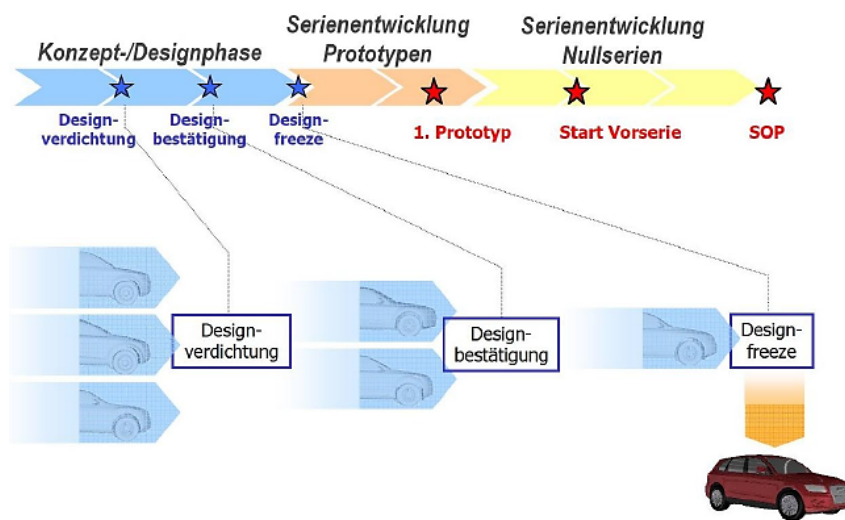 Konzept-/Designphase
Serienentwicklung
Prototypen
Serienentwicklung
Nullserien
Design-
verdichtung
Design-
bestätigung
Design-
freeze
1. Prototyp
Start Vorserie
SOP
Design-
verdichtung
Design-
bestätigung
Design-
freeze